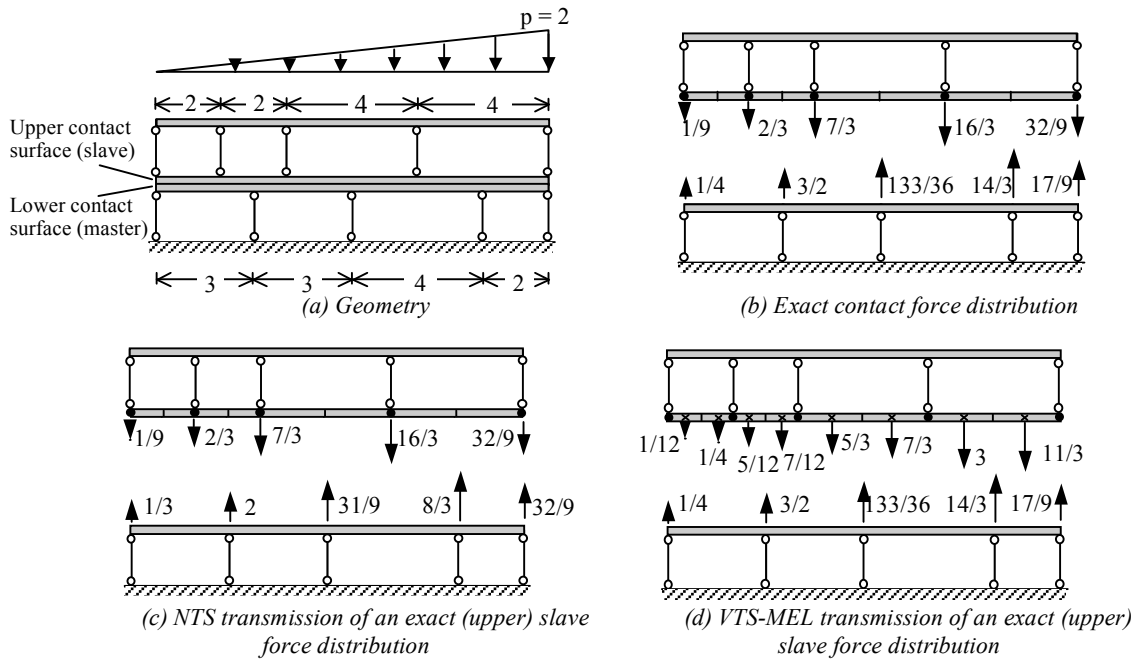 p = 2
2 2 4 4
Upper contact
surface (slave)
Lower contact
surface (master)
3 3 4 2
(a) Geometry
1/9 2/3 7/3 16/3 32/9
1/4 3/2 133/36 14/3 17/9
(b) Exact contact force distribution
1/9 2/3 7/3 16/3 32/9
1/3 2 31/9 8/3 32/9
(c) NTS transmission of an exact (upper) slave
force distribution
1/12 1/4 5/12 7/12 5/3 7/3 3 11/3
1/4 3/2 133/36 14/3 17/9
(d) VTS-MEL transmission of an exact (upper)
slave force distribution